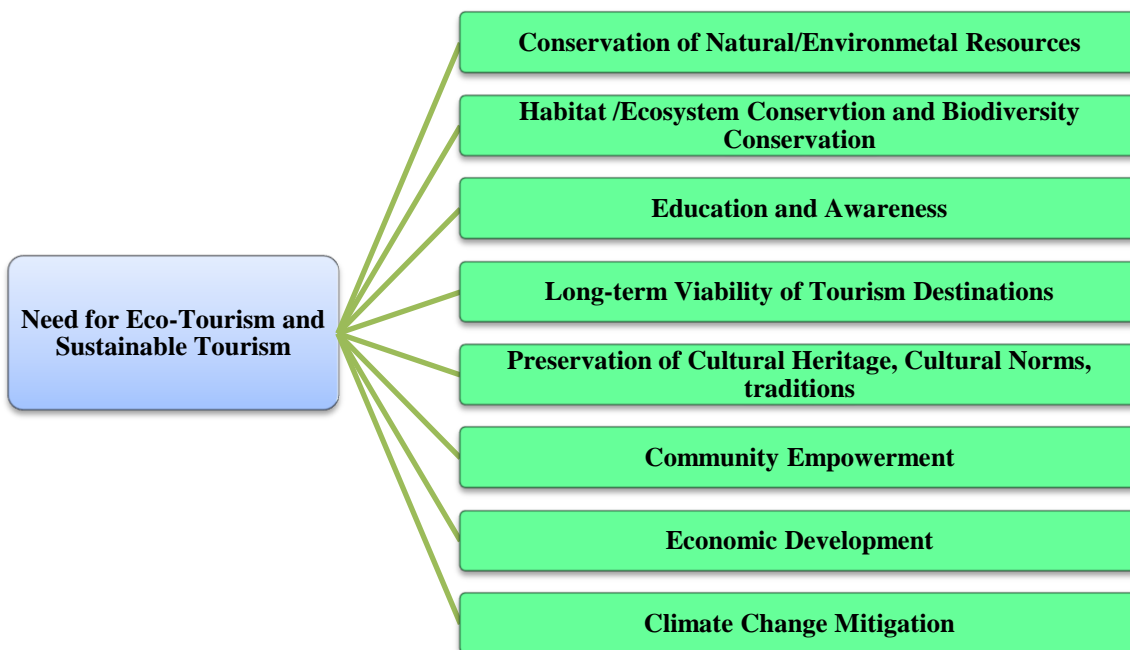 Conservation of Natural/Environmetal Resources
Habitat /Ecosystem Conservtion and Biodiversity
Conservation
Education and Awareness
Long-term Viability of Tourism Destinations
Need for Eco-Tourism and
Sustainable Tourism
Preservation of Cultural Heritage, Cultural Norms,
traditions
Community Empowerment
Economic Development
Climate Change Mitigation